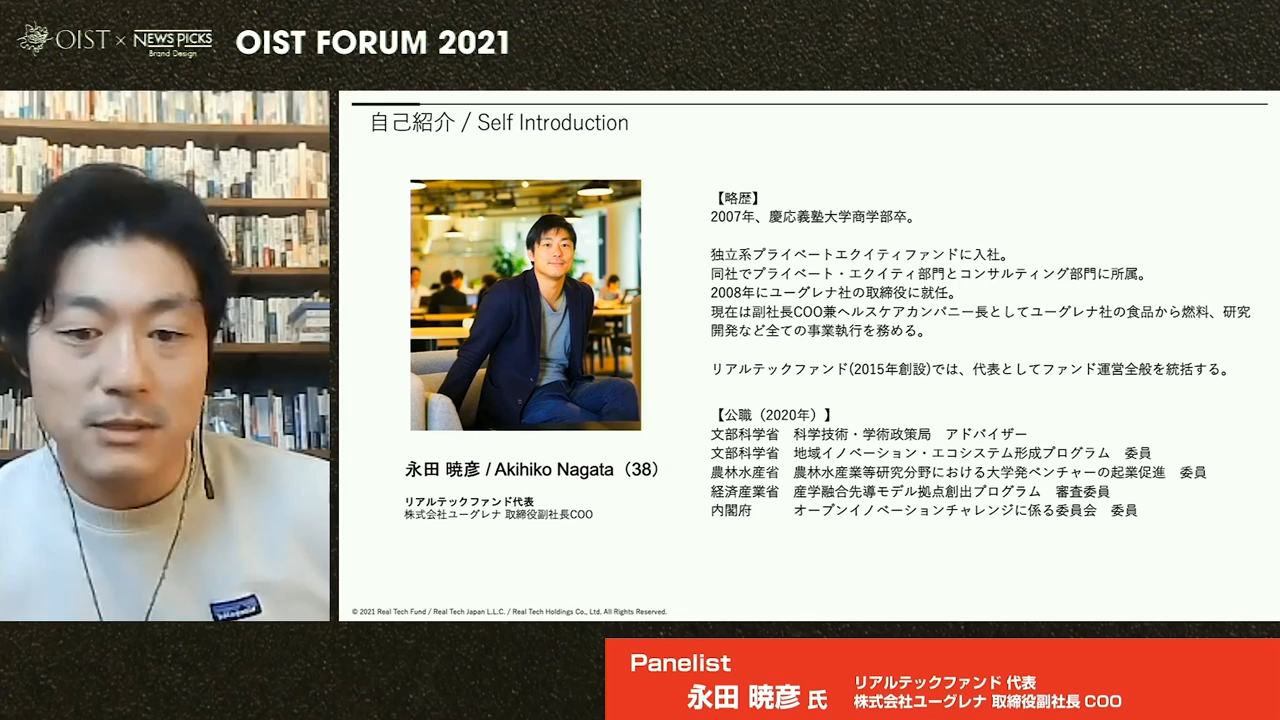 OIST × NEWS PICKS
Brand Design
OIST FORUM 2021
自己紹介 / Self Introduction
【略歴】
2007年、慶応義塾大学商学部卒。
独立系プライベートエクイティファンドに入社。
同社でプライベート・エクイティ部門とコンサルティング部門に所属。
2008年にユーグレナ社の取締役に就任。
現在は副社長COO兼ヘルスケアカンパニー長としてユーグレナ社の食品から燃料、研究
開発など全ての事業執行を務める。
リアルテックファンド(2015年創設)では、代表としてファンド運営全般を統括する。
【公職（2020年）】
文部科学省　科学技術・学術政策局　アドバイザー
文部科学省　地域イノベーション・エコシステム形成プログラム　委員
農林水産省　農林水産業等研究分野における大学発ベンチャーの起業促進　委員
経済産業省　産学融合先導モデル拠点創出プログラム　審査委員
内閣府　　　オープンイノベーションチャレンジに係る委員会　委員
永田 暁彦 / Akihiko Nagata（38）
リアルテックファンド代表
株式会社ユーグレナ 取締役副社長COO
© 2021 Real Tech Fund / Real Tech Japan L.L.C. / Real Tech Holdings Co., Ltd. All Rights Reserved.
Panelist
永田 暁彦 氏
リアルテックファンド 代表
株式会社ユーグレナ 取締役副社長 COO